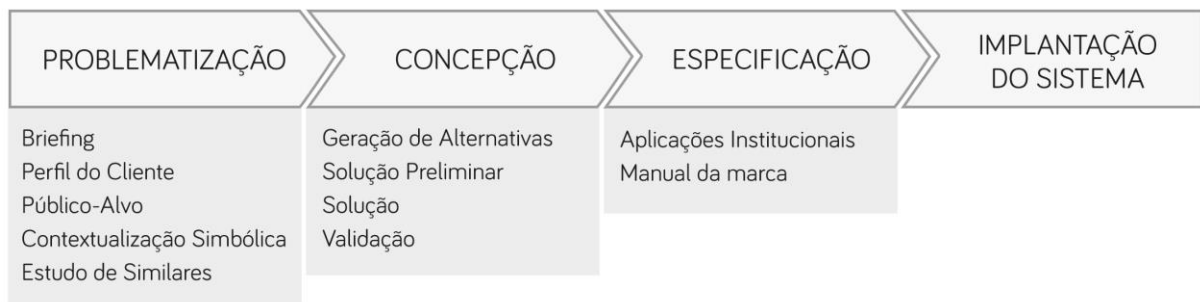 PROBLEMATIZAÇÃO
Briefing
Perfil do Cliente
Público-Alvo
Contextualização Simbólica
Estudo de Similares
CONCEPÇÃO
Geração de Alternativas
Solução Preliminar
Solução
Validação
ESPECIFICAÇÃO
Aplicações Institucionais
Manual da marca
IMPLANTAÇÃO
DO SISTEMA